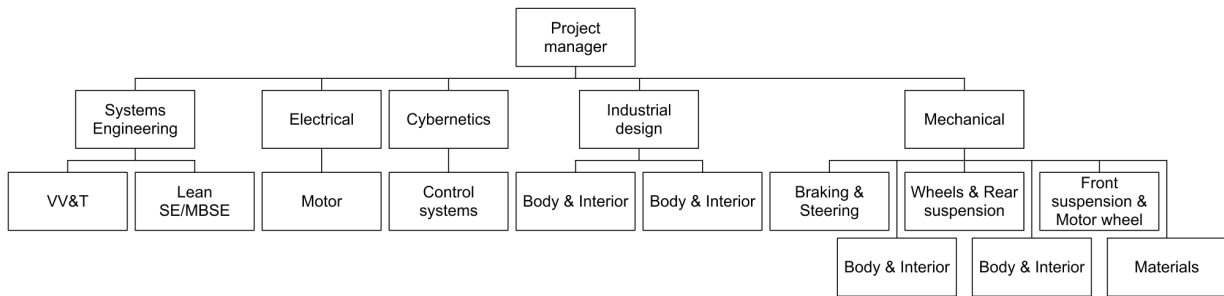 Project
manager
Systems
Engineering
Electrical
Cybernetics
Industrial
design
Mechanical
VV&T
Lean
SE/MBSE
Motor
Control
systems
Body & Interior
Body & Interior
Braking &
Steering
Wheels & Rear
suspension
Front
suspension &
Motor wheel
Body & Interior
Body & Interior
Materials